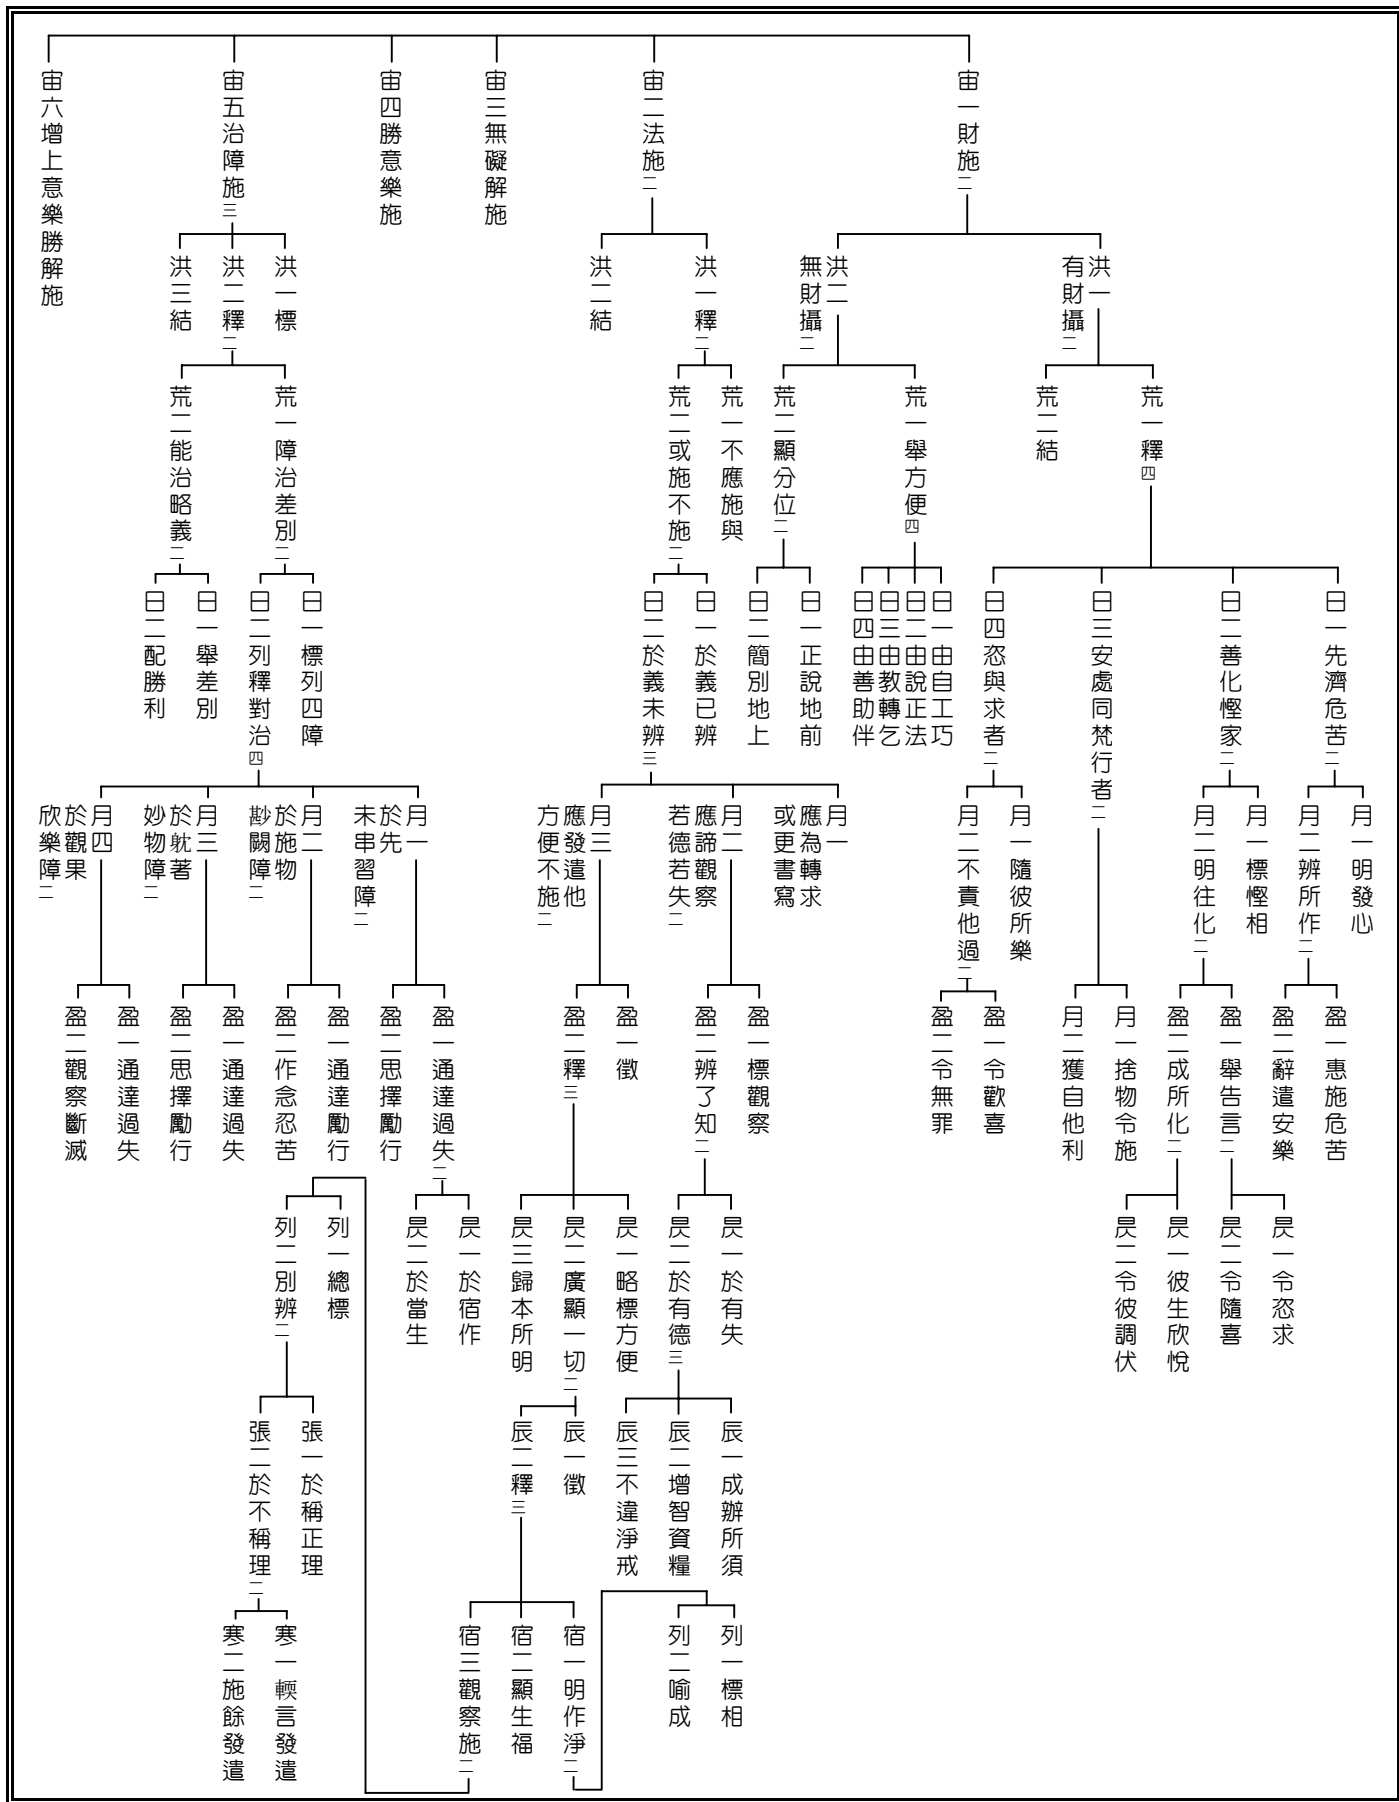 宙一財施二
宙二法施二
宙三無礙解施
宙四勝意樂施
宙五治障施三
宙六增上意樂勝解施
洪一
有財攝二
洪二
無財攝二
洪一釋二
洪二結
洪一標
洪二釋二
洪三結
荒一釋四
荒二結
荒一舉方便四
荒二顯分位二
荒一不應施與
荒二或施不施二
荒一障治差別二
荒二能治略義二
日一先濟危苦二
日二善化慳家二
日三安處同梵行者二
日四恣與求者二
日一由自工巧
日二由說正法
日三由教轉乞
日四由善助伴
日一正說地前
日二簡別地上
日一於義已辨
日二於義未辨三
日一標列四障
日二列釋對治四
日一舉差別
日二配勝利
月一明發心
月二辨所作二
月一標慳相
月二明往化二
月一捨物令施
月二獲自他利
月一隨彼所樂
月二不責他過二
月一
應為轉求
或更書寫
月二
應諦觀察
若德若失二
月三
應發遣他
方便不施二
月一
於先
未串習障二
月二
於施物
尠闕障二
月三
於躭著
妙物障二
月四
於觀果
欣樂障二
盈一惠施危苦
盈二辭遣安樂
盈一舉告言二
盈二成所化二
盈一令歡喜
盈二令無罪
盈一標觀察
盈二辨了知二
盈一徵
盈二釋三
盈一通達過失二
盈二思擇勵行
盈一通達勵行
盈二作念忍苦
盈一通達過失
盈二思擇勵行
盈一通達過失
盈二觀察斷滅
昃一令恣求
昃二令隨喜
昃一彼生欣悅
昃二令彼調伏
昃一於有失
昃二於有德三
昃一略標方便
昃二廣顯一切二
昃三歸本所明
昃一於宿作
昃二於當生
列一總標
列二別辨二
辰一成辦所須
辰二增智資糧
辰三不違淨戒
辰一徵
辰二釋三
張一於稱正理
張二於不稱理二
列一標相
列二喻成
宿一明作淨二
宿二顯生福
宿三觀察施二
寒一輭言發遣
寒二施餘發遣